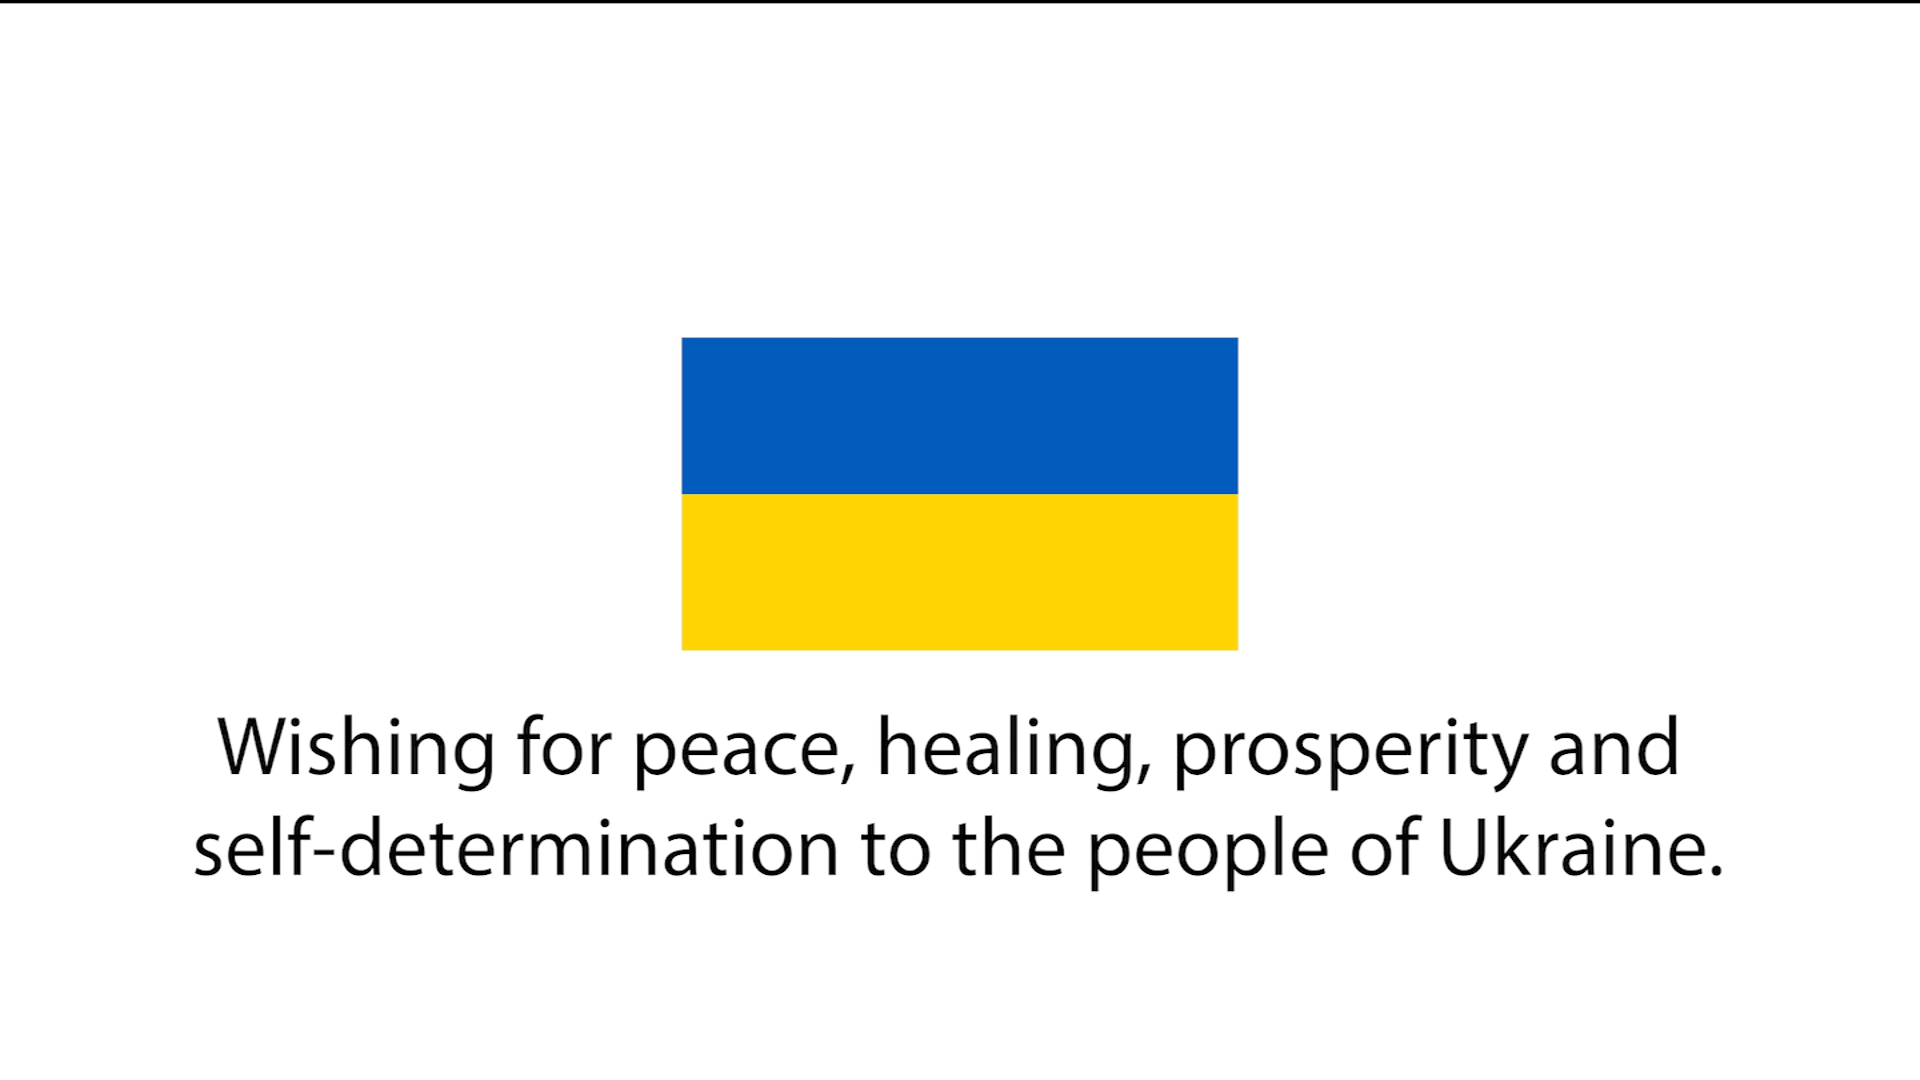 Wishing for peace, healing, prosperity and
self-determination to the people of Ukraine.